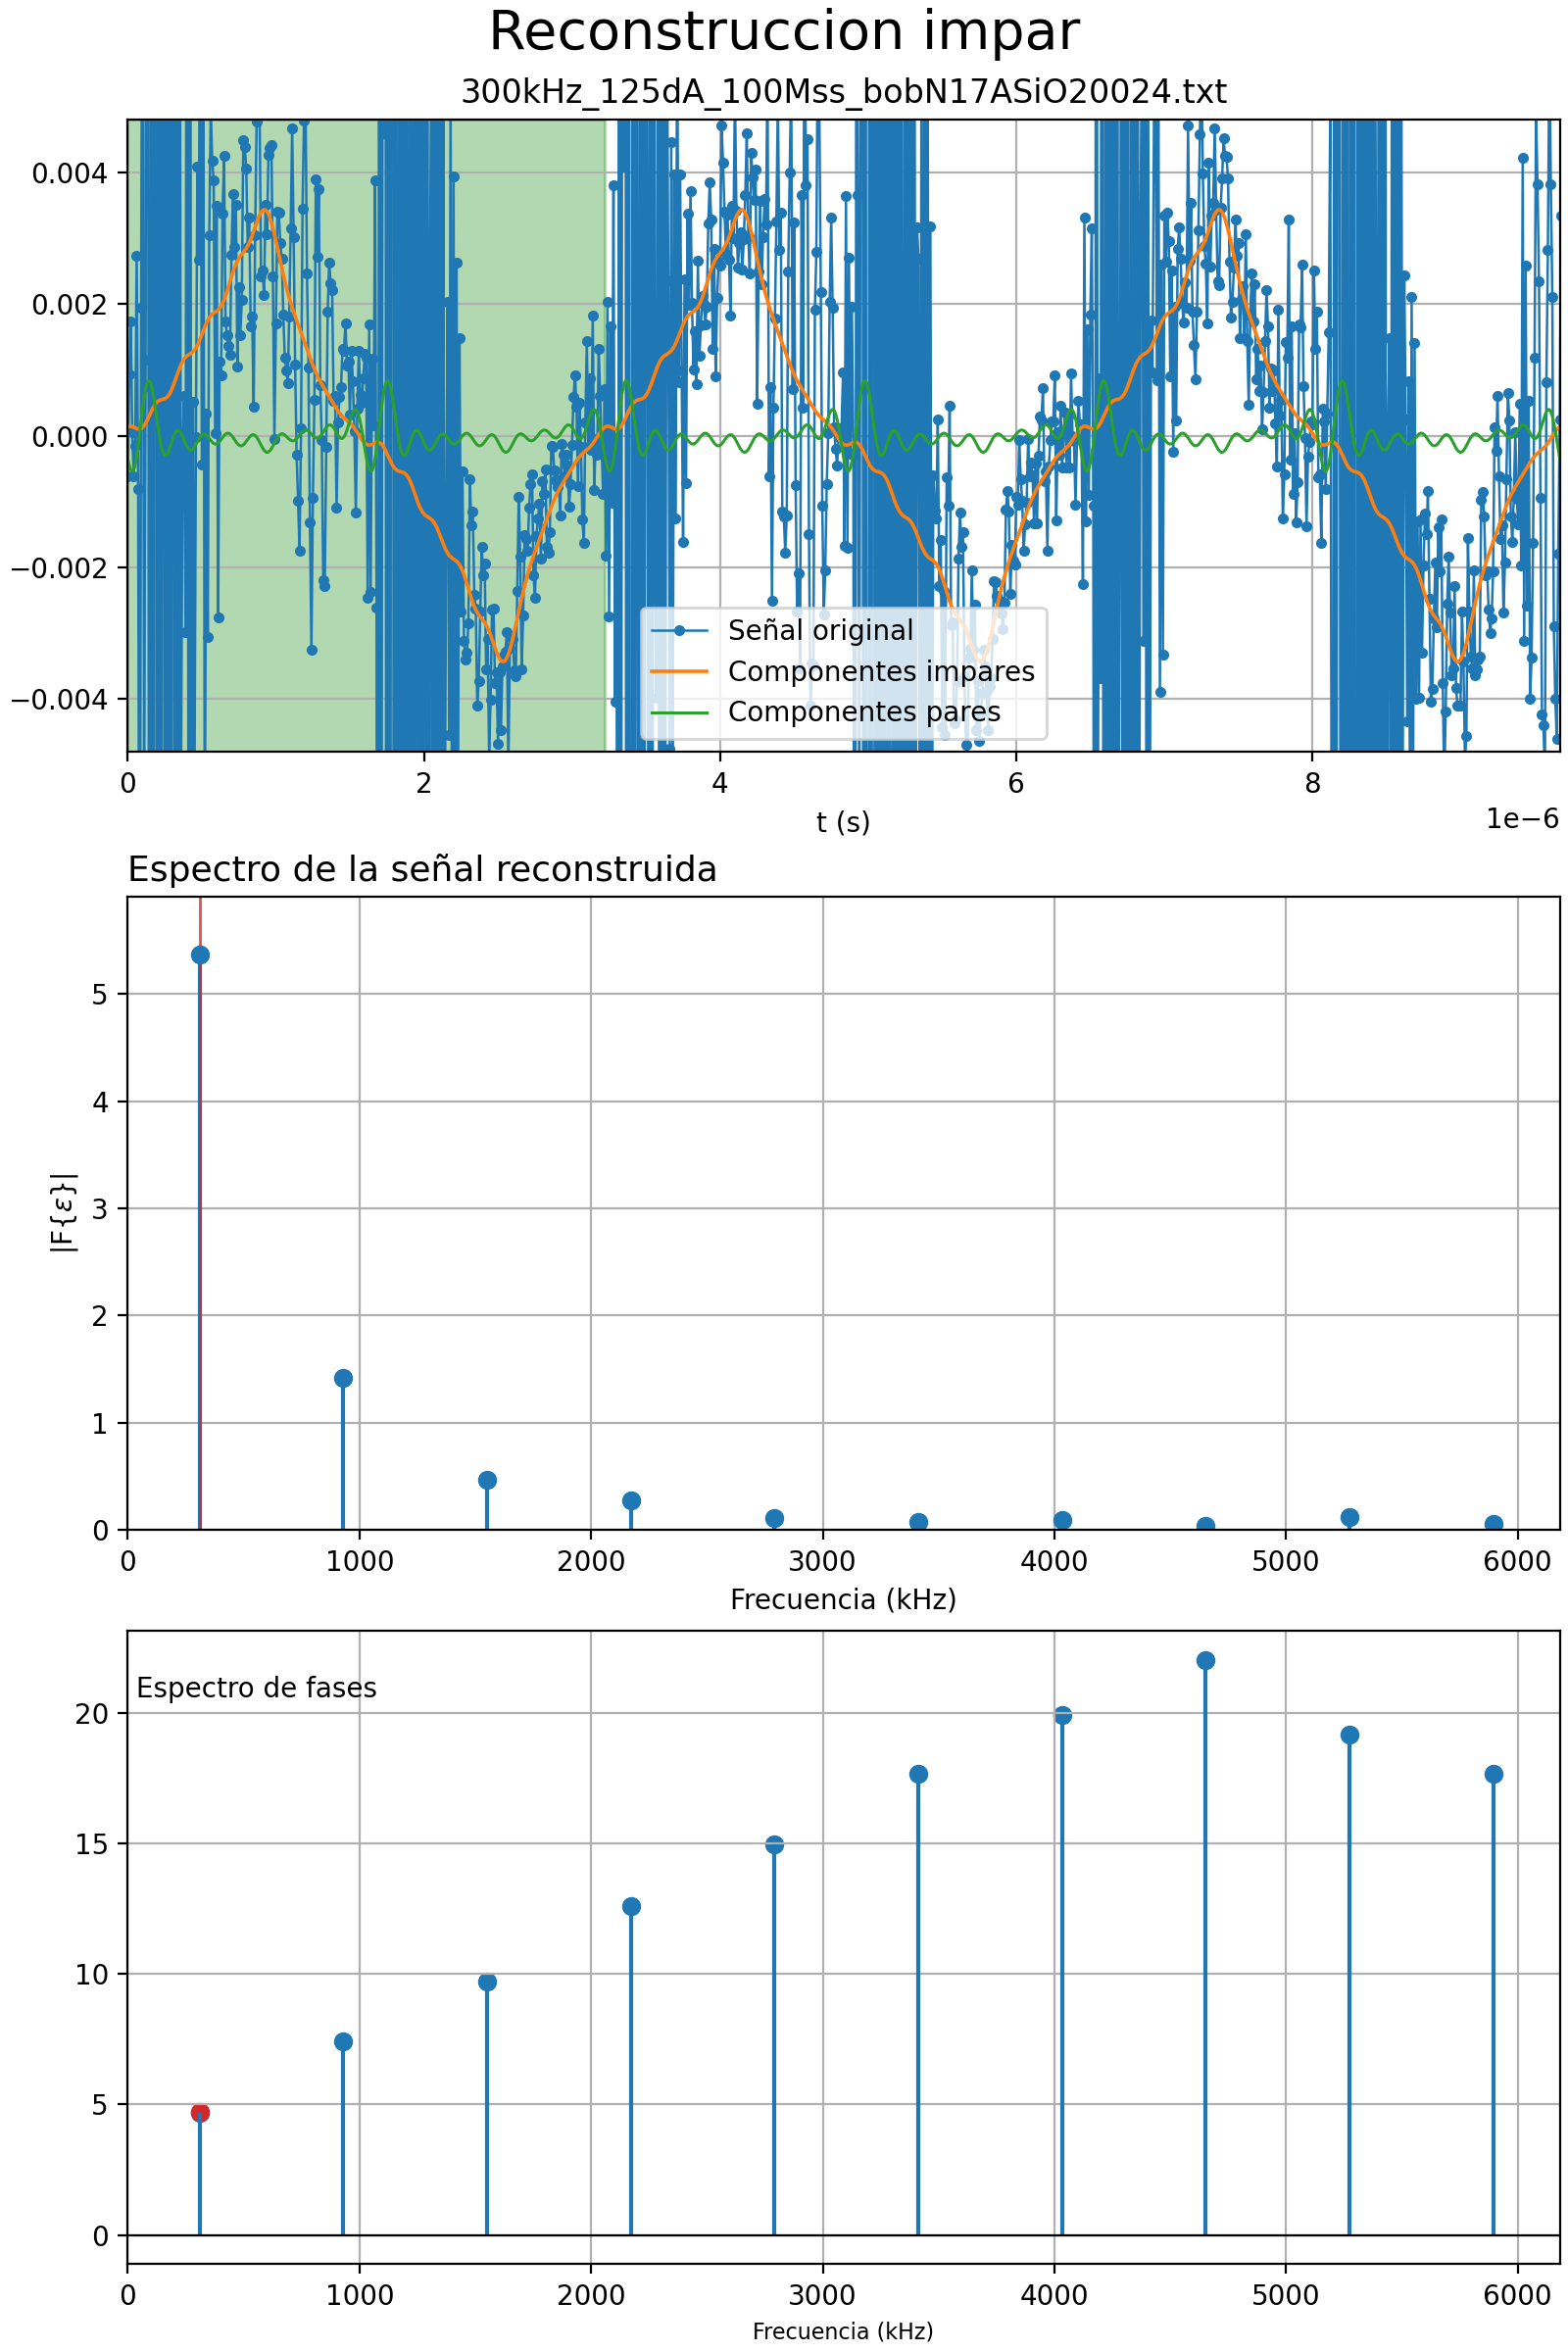 Reconstruccion impar
300kHz_125dA_100Mss_bobN17ASiO20024.txt
0.004
0.002
0.000
−0.002
−0.004
Señal original
Componentes impares
Componentes pares
0 2 4 6 8
1e−6
t (s)
Espectro de la señal reconstruida
5
4
3
2
1
0
|F{ε}|
0 1000 2000 3000 4000 5000 6000
Frecuencia (kHz)
Espectro de fases
20
15
10
5
0
0 1000 2000 3000 4000 5000 6000
Frecuencia (kHz)